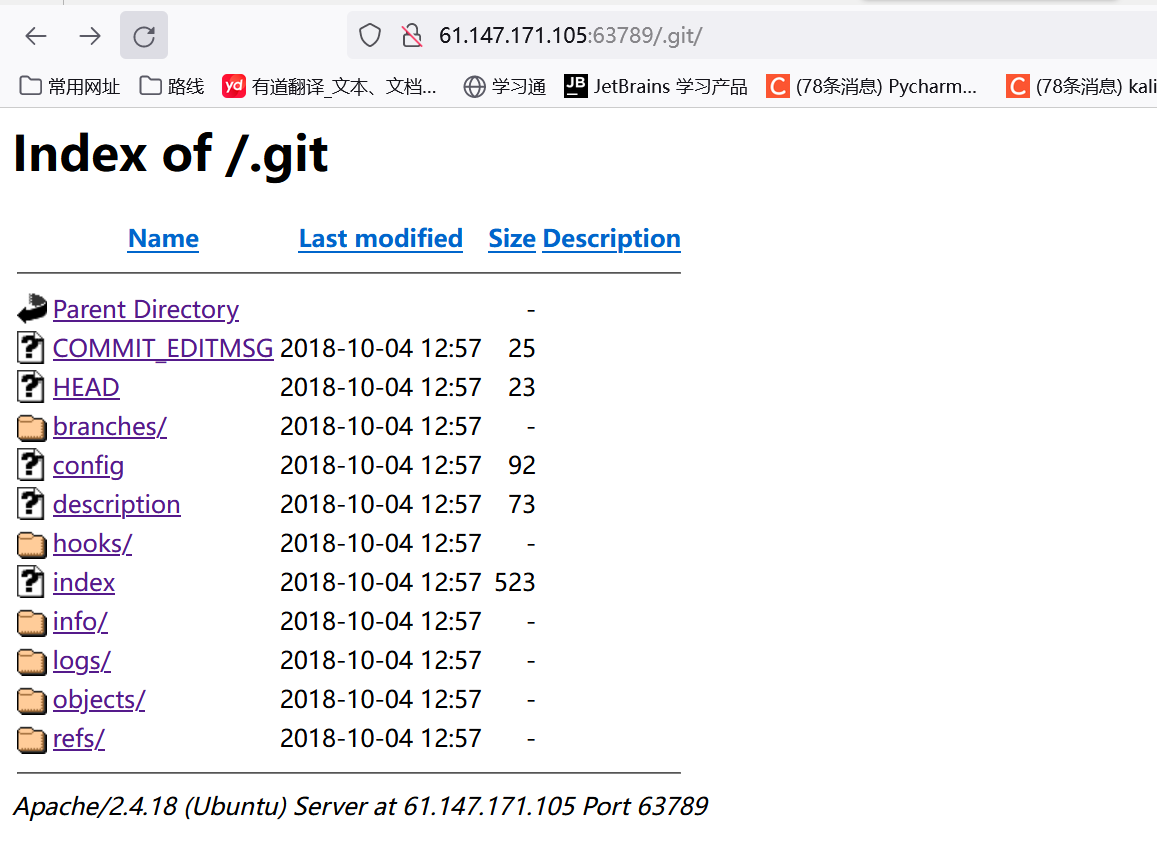 61.147.171.105:63789/.git/
常用网址 路线 yd 有道翻译_文本、文档... 学习通 JB JetBrains 学习产品 C (78条消息) Pycharm... C (78条消息) kali
Index of /.git
Name Last modified Size Description
Parent Directory -
? COMMIT_EDITMSG 2018-10-04 12:57 25
? HEAD 2018-10-04 12:57 23
branches/ 2018-10-04 12:57 -
? config 2018-10-04 12:57 92
? description 2018-10-04 12:57 73
hooks/ 2018-10-04 12:57 -
? index 2018-10-04 12:57 523
info/ 2018-10-04 12:57 -
logs/ 2018-10-04 12:57 -
objects/ 2018-10-04 12:57 -
refs/ 2018-10-04 12:57 -
Apache/2.4.18 (Ubuntu) Server at 61.147.171.105 Port 63789